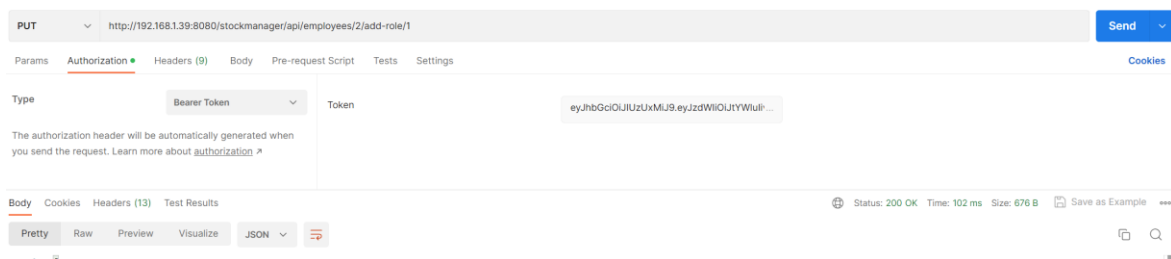 PUT http://192.168.1.39:8080/stockmanager/api/employees/2/add-role/1 Send
Params Authorization Headers (9) Body Pre-request Script Tests Settings Cookies
Type Bearer Token Token
The authorization header will be automatically generated when
you send the request. Learn more about authorization ↗
Body Cookies Headers (13) Test Results Status: 200 OK Time: 102 ms Size: 676 B Save as Example
Pretty Raw Preview Visualize JSON